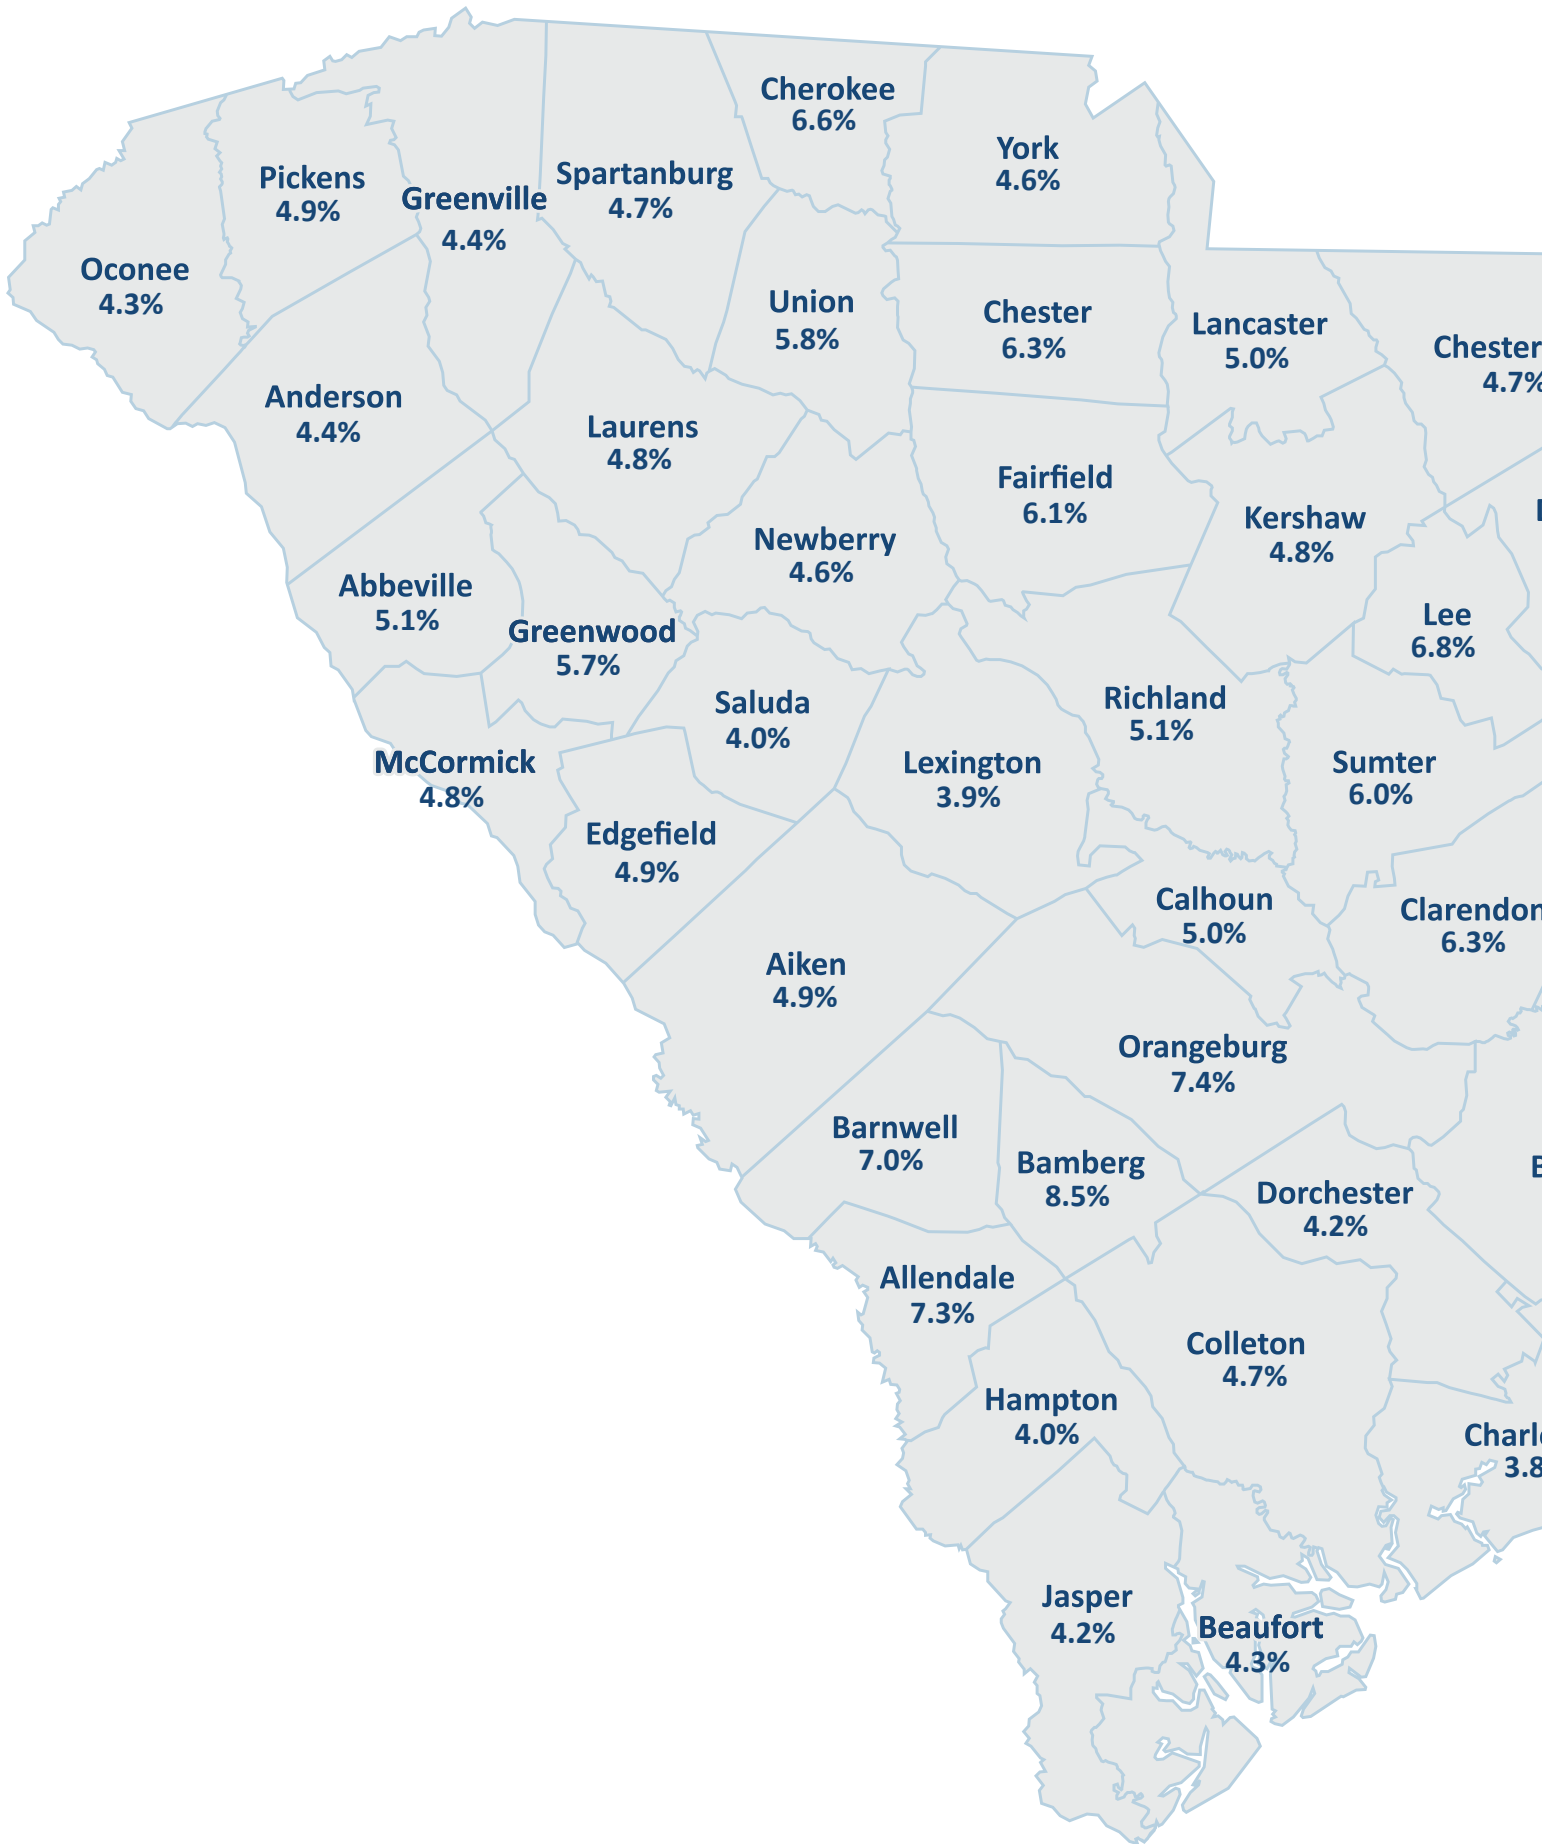 Cherokee
6.6%
York
4.6%
Pickens
4.9%
Greenville
4.4%
Spartanburg
4.7%
Oconee
4.3%
Union
5.8%
Chester
6.3%
Lancaster
5.0%
Chester
4.7%
Anderson
4.4%
Laurens
4.8%
Fairfield
6.1%
Kershaw
4.8%
Newberry
4.6%
Abbeville
5.1%
Greenwood
5.7%
Lee
6.8%
Saluda
4.0%
Richland
5.1%
McCormick
4.8%
Lexington
3.9%
Sumter
6.0%
Edgefield
4.9%
Calhoun
5.0%
Clarendon
6.3%
Aiken
4.9%
Orangeburg
7.4%
Barnwell
7.0%
Bamberg
8.5%
Dorchester
4.2%
Allendale
7.3%
Colleton
4.7%
Hampton
4.0%
Charl
3.8
Jasper
4.2%
Beaufort
4.3%